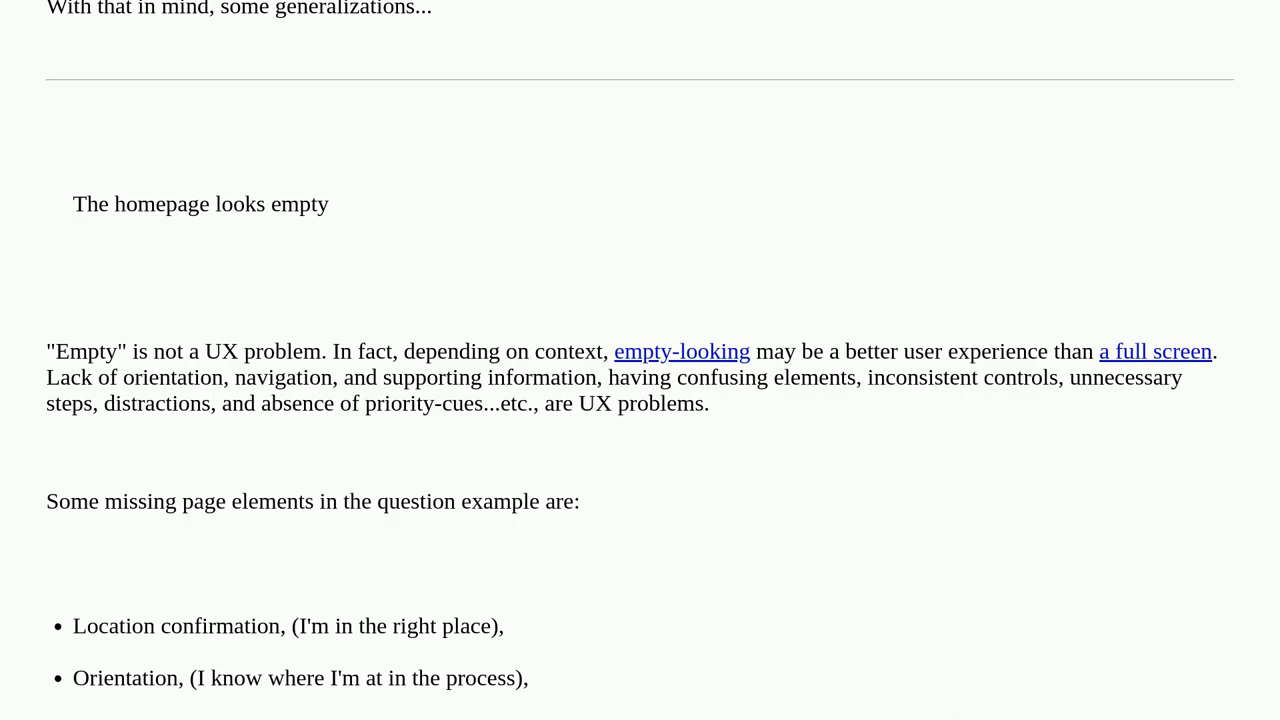 With that in mind, some generalizations...
The homepage looks empty
"Empty" is not a UX problem. In fact, depending on context, empty-looking may be a better user experience than a full screen.
Lack of orientation, navigation, and supporting information, having confusing elements, inconsistent controls, unnecessary
steps, distractions, and absence of priority-cues...etc., are UX problems.
Some missing page elements in the question example are:
• Location confirmation, (I'm in the right place),
• Orientation, (I know where I'm at in the process),